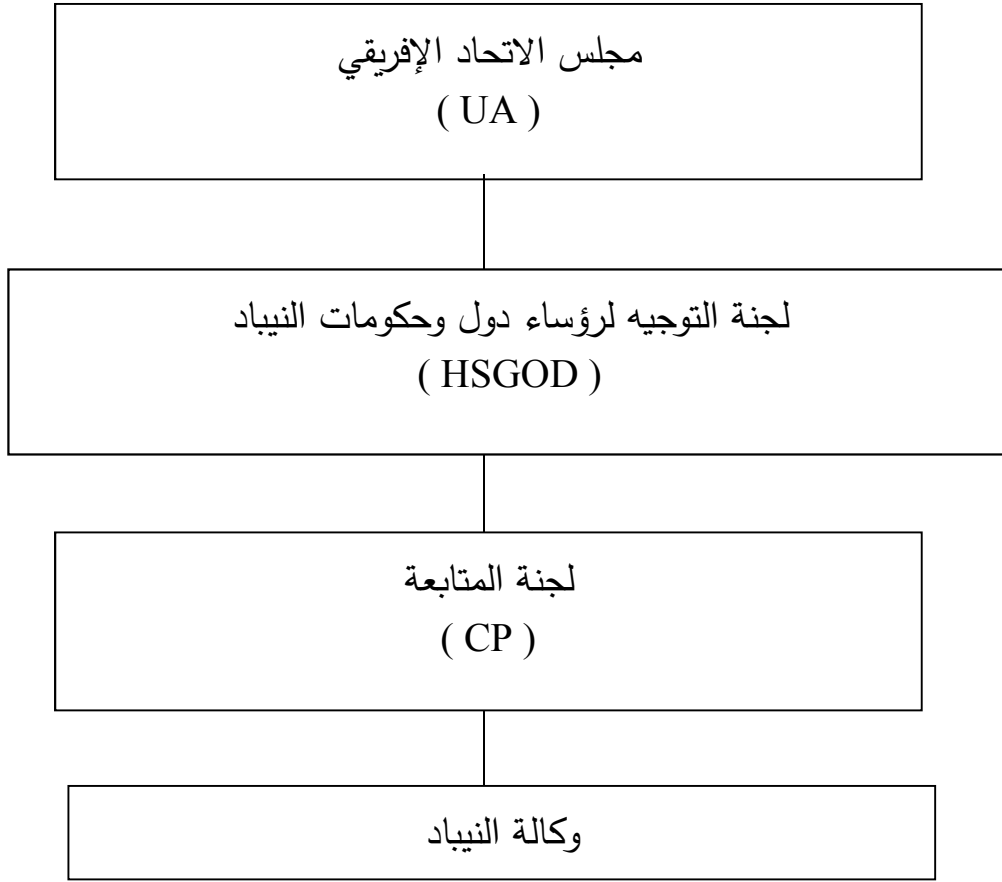 مجلس الاتحاد الإفريقي
( UA )
لجنة التوجيه لرؤساء دول وحكومات النيباد
( HSGOD )
لجنة المتابعة
( CP )
وكالة النيباد